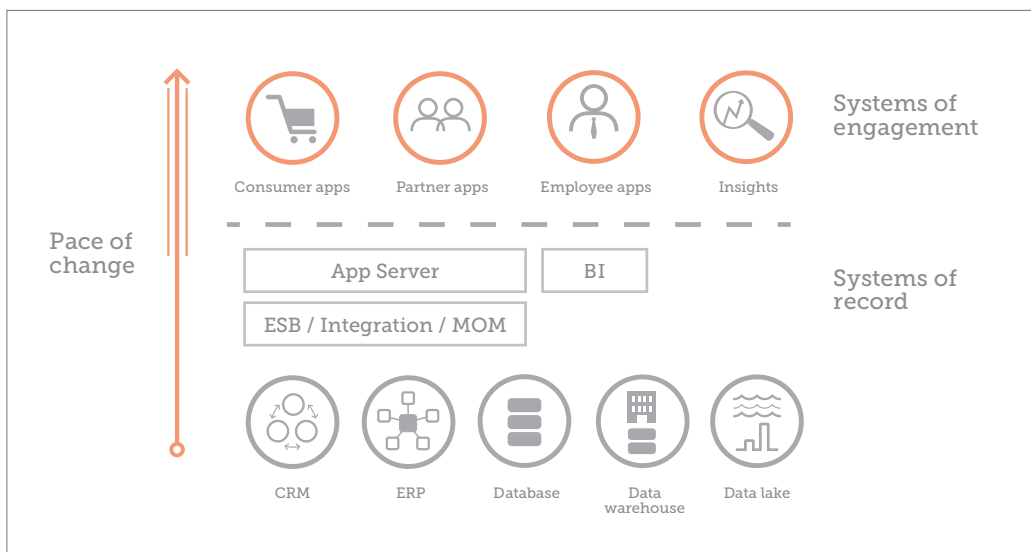 Systems of
engagement
Consumer apps
Partner apps
Employee apps
Insights
Pace of
change
App Server
BI
Systems of
record
ESB / Integration / MOM
CRM
ERP
Database
Data
warehouse
Data lake